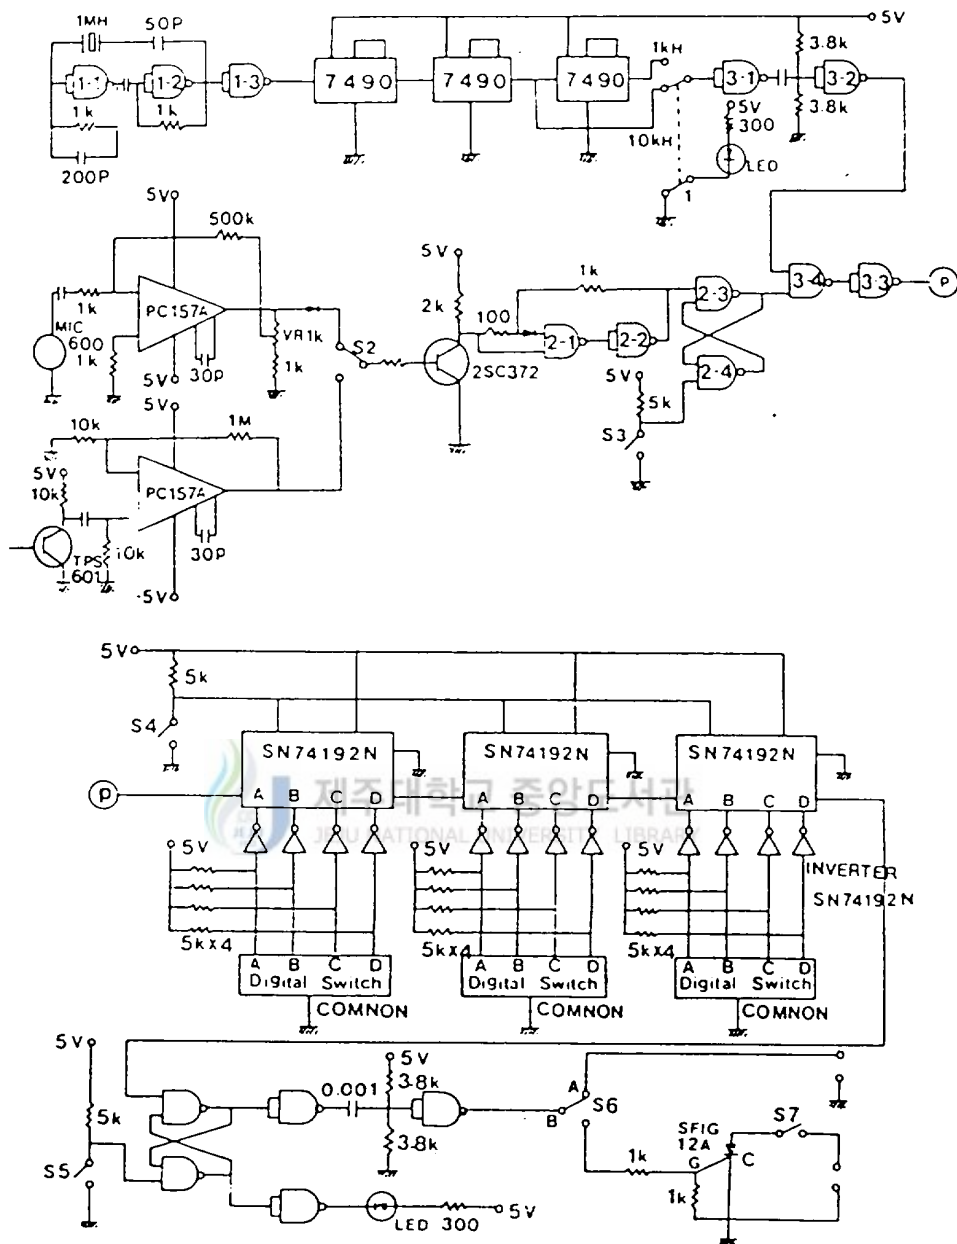 1MH 50P
5V
1-1 1-2 1-3
7490 7490 7490
1kH
3-1 3-2
3.8k
3.8k
1k 1k
200P
10kH
5V
300
LED
1
5V
500k
1k
PC157A
MIC
600
1k
VR1k
1k
30P
5V
S2
5V
2k
100
1k
2-1 2-2
2-3
2-4
3-4 3-3
P
2SC372
5V
5k
S3
5V
10k 1M
5V
10k
PC157A
TPS
601
10k
30P
-5V
5V
5k
S4
SN74192N SN74192N SN74192N
P
A B C D A B C D A B C D
제주대학교 중앙도서관
JEJU NATIONAL UNIVERSITY LIBRARY
5V 5V 5V
INVERTER
SN74192N
5kx4 5kx4 5kx4
A B C D A B C D A B C D
Digital Switch Digital Switch Digital Switch
COMNON COMNON COMNON
5V
5k
S5
0.001
5V
3.8k
3.8k
A
B
S6
LED 300 5V
1k
1k
G
SFIG
12A
C
S7